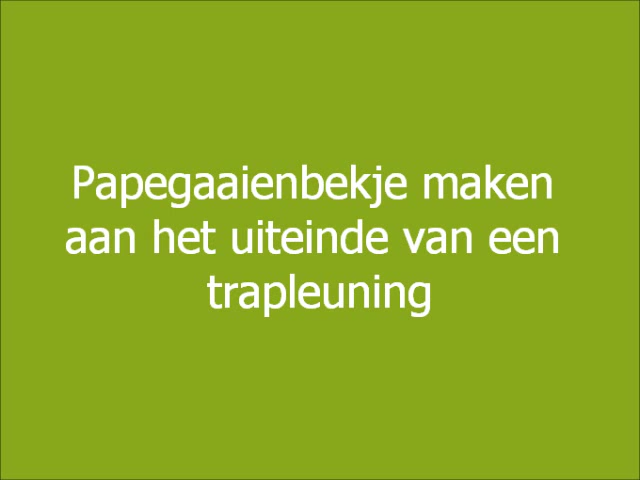 Papegaaienbekje maken
aan het uiteinde van een
trapleuning